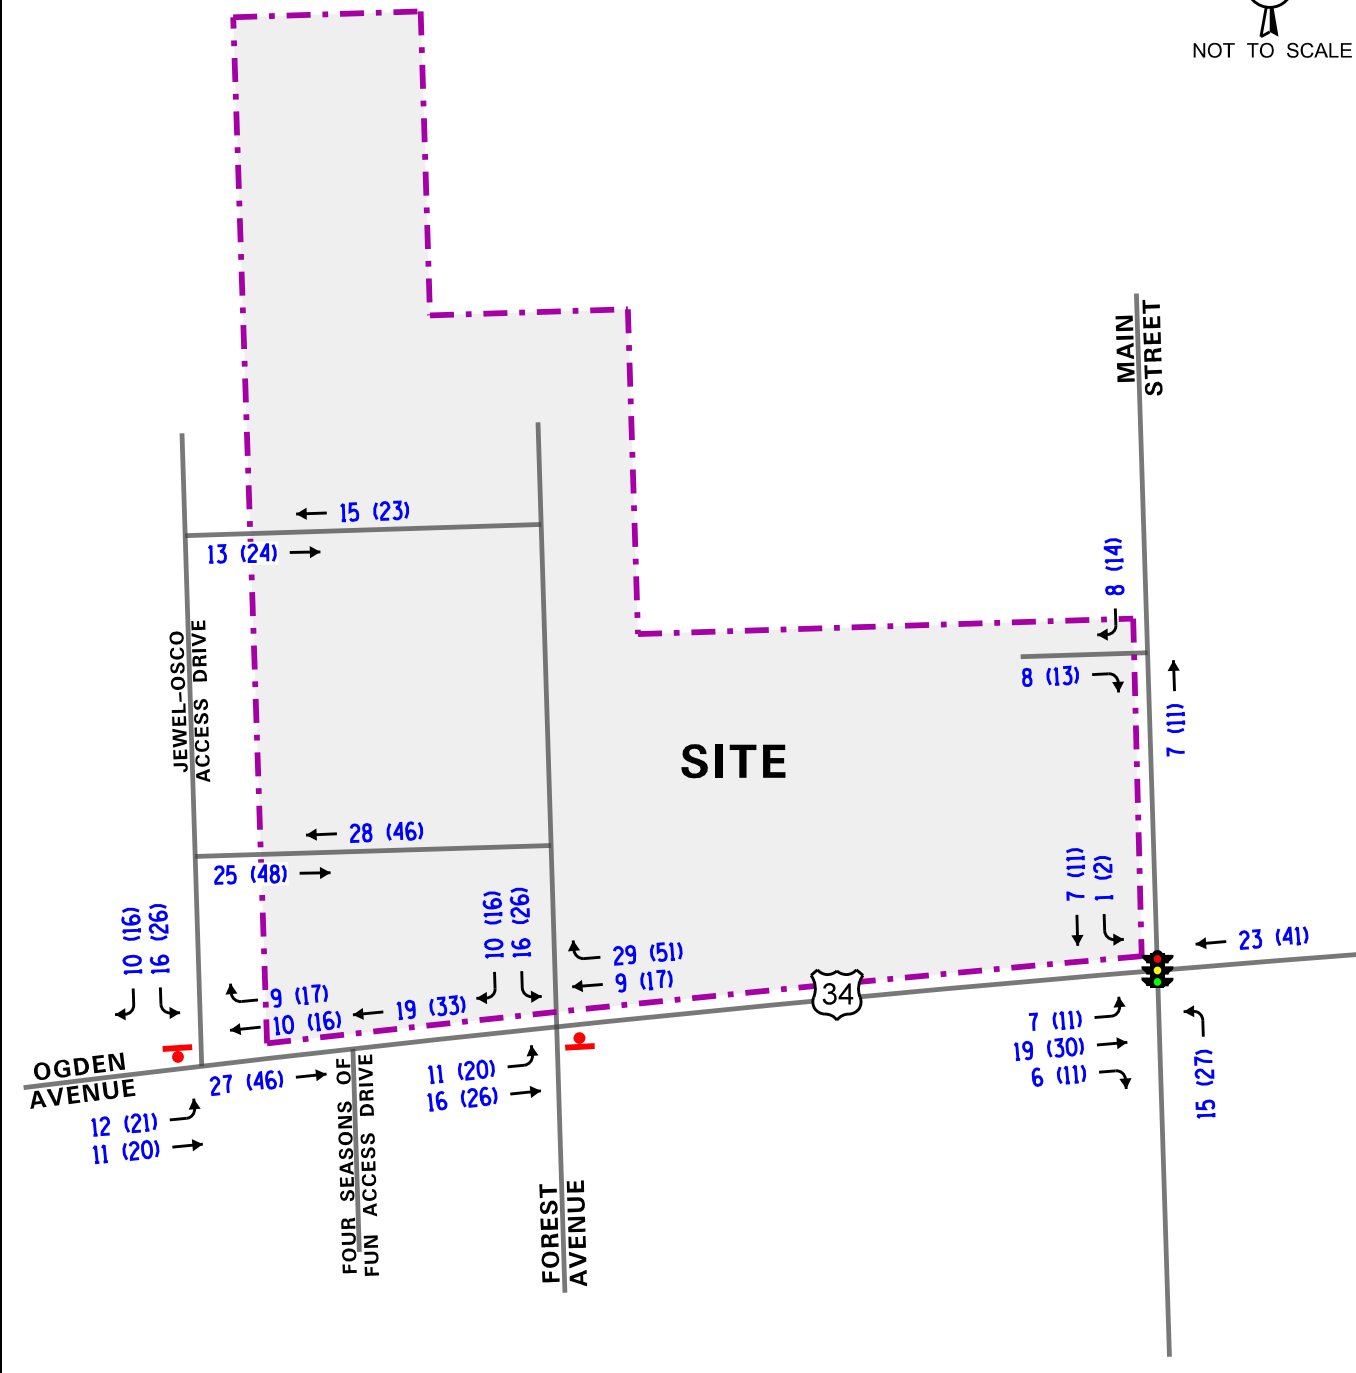 NOT TO SCALE
MAIN
STREET
15 (23)
13 (24)
8 (14)
8 (13)
7 (11)
JEWEL-OSCO
ACCESS DRIVE
SITE
28 (46)
25 (48)
7 (11)
1 (2)
10 (16)
16 (26)
10 (16)
16 (26)
29 (51)
9 (17)
23 (41)
9 (17)
10 (16)
19 (33)
34
7 (11)
19 (30)
6 (11)
15 (27)
OGDEN
AVENUE
27 (46)
11 (20)
16 (26)
12 (21)
11 (20)
FOUR SEASONS OF
FUN ACCESS DRIVE
FOREST
AVENUE